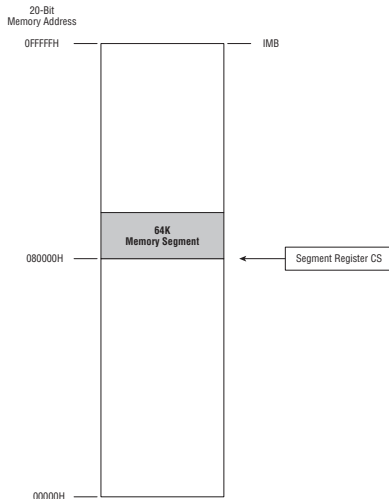 20-Bit
Memory Address
0FFFFFH
IMB
64K
Memory Segment
080000H
Segment Register CS
00000H